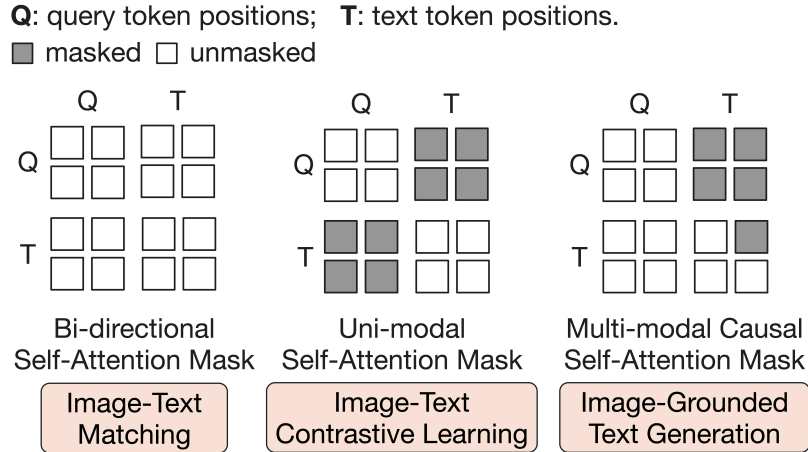 Q: query token positions; T: text token positions.
masked unmasked
Q T
Q
T
Bi-directional
Self-Attention Mask
Image-Text
Matching
Q T
Q
T
Uni-modal
Self-Attention Mask
Image-Text
Contrastive Learning
Q T
Q
T
Multi-modal Causal
Self-Attention Mask
Image-Grounded
Text Generation